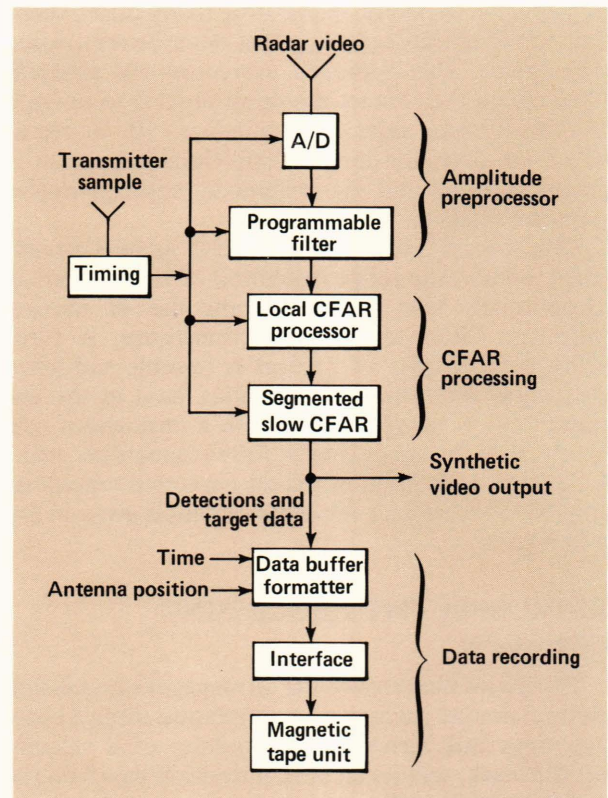 Radar video
A/D
Transmitter
sample
Amplitude
preprocessor
Programmable
filter
Timing
Local CFAR
processor
CFAR
processing
Segmented
slow CFAR
Synthetic
video output
Detections and
target data
Time
Antenna position
Data buffer
formatter
Interface
Data recording
Magnetic
tape unit